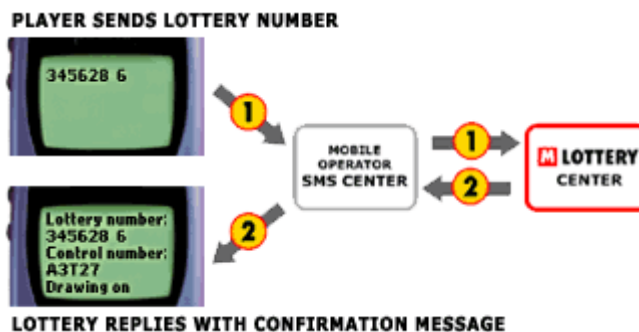 PLAYER SENDS LOTTERY NUMBER
345628 6
1
MOBILE
OPERATOR
SMS CENTER
1
2
M LOTTERY
CENTER
Lottery number:
345628 6
Control number:
A3T27
Drawing on
2
LOTTERY REPLIES WITH CONFIRMATION MESSAGE